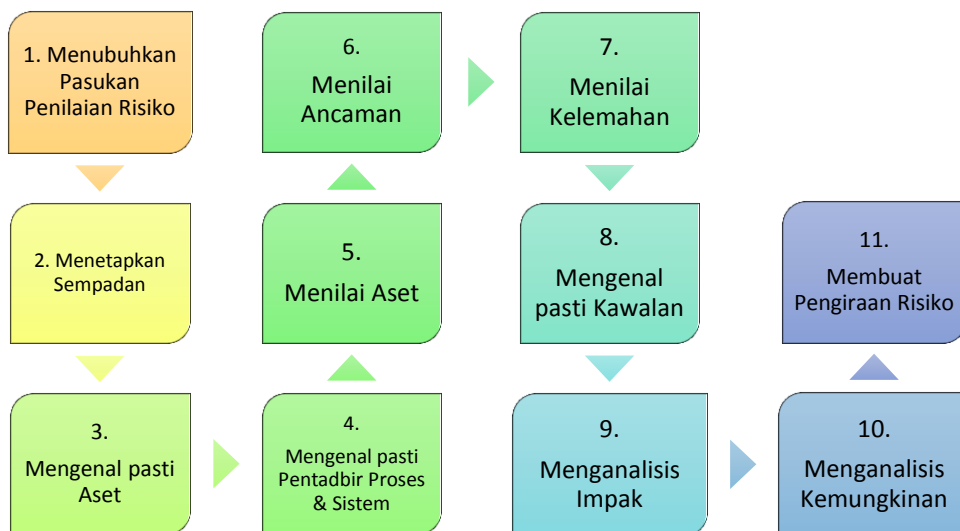 1. Menubuhkan
Pasukan
Penilaian Risiko
2. Menetapkan
Sempadan
3.
Mengenal pasti
Aset
4.
Mengenal pasti
Pentadbir Proses
& Sistem
5.
Menilai Aset
6.
Menilai
Ancaman
7.
Menilai
Kelemahan
8.
Mengenal
pasti Kawalan
9.
Menganalisis
Impak
10.
Menganalisis
Kemungkinan
11.
Membuat
Pengiraan Risiko